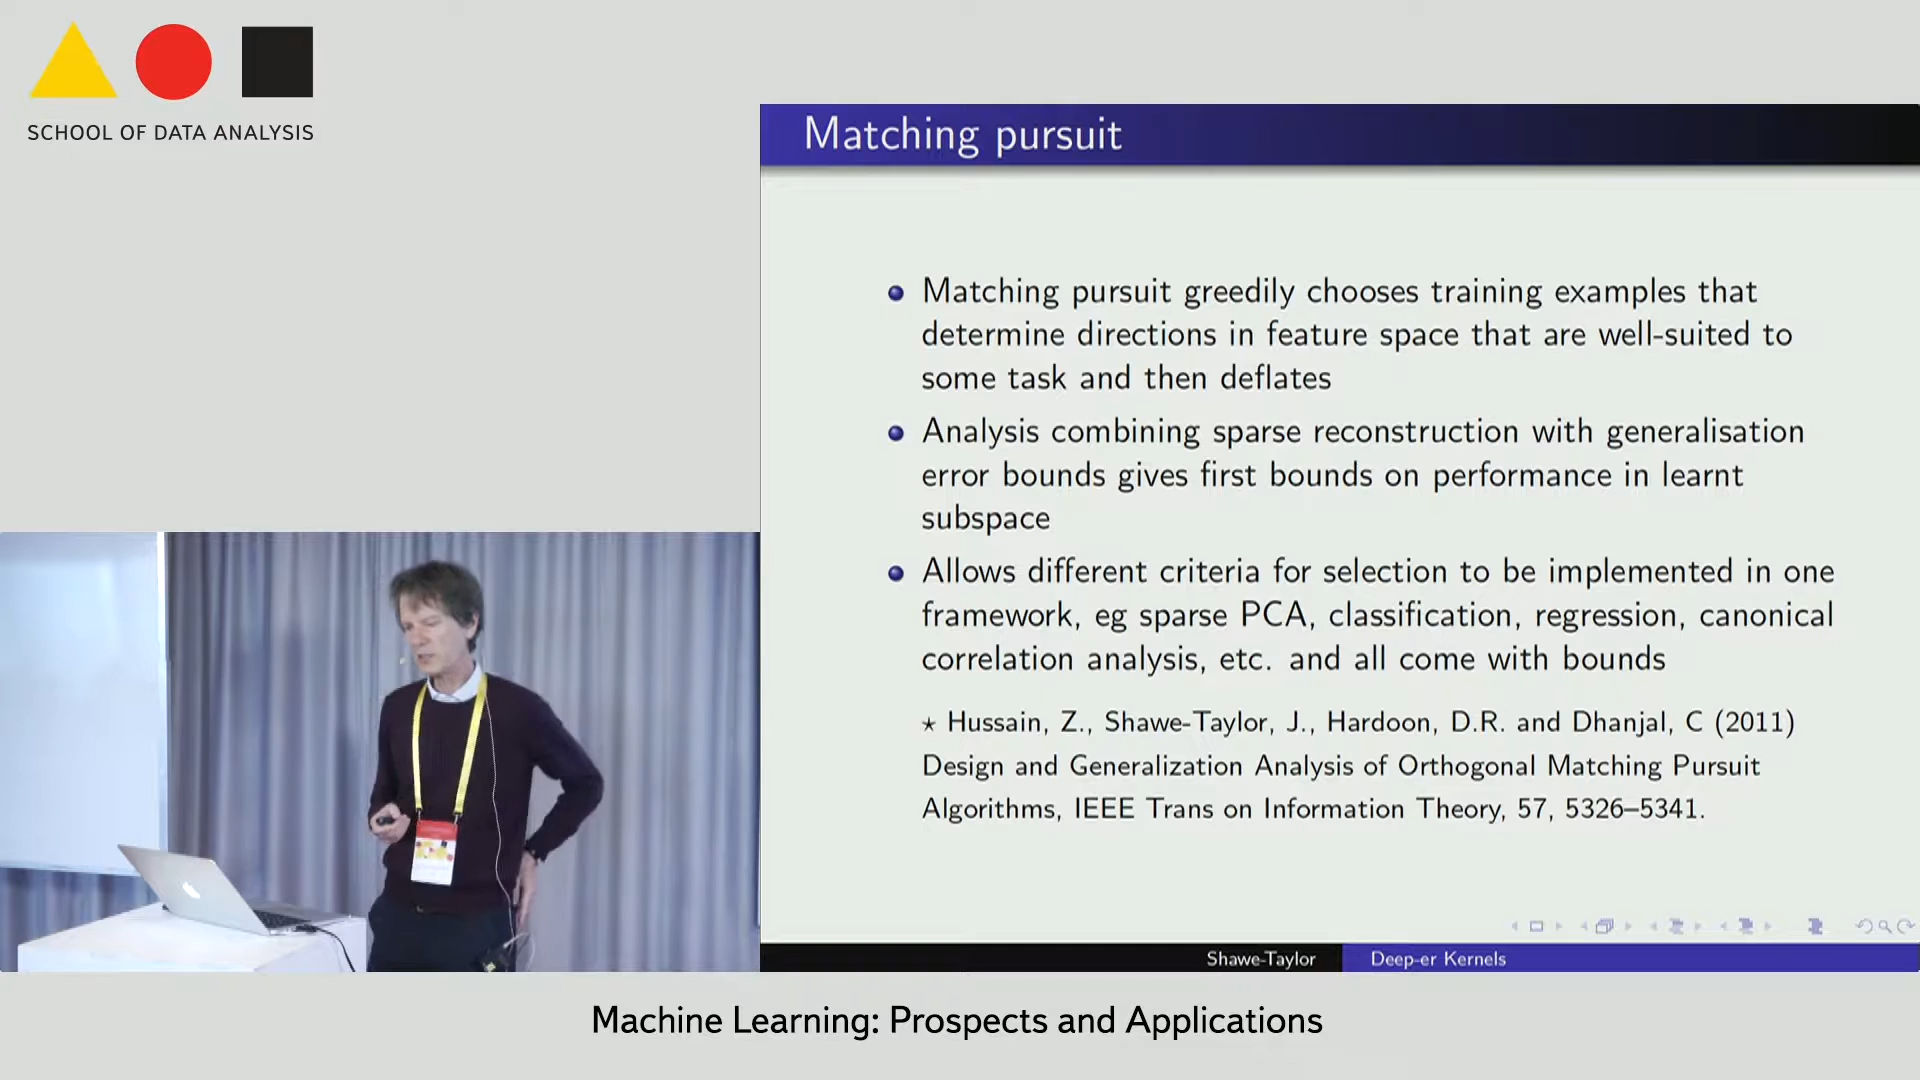 SCHOOL OF DATA ANALYSIS
Matching pursuit
Matching pursuit greedily chooses training examples that
determine directions in feature space that are well-suited to
some task and then deflates
Analysis combining sparse reconstruction with generalisation
error bounds gives first bounds on performance in learnt
subspace
Allows different criteria for selection to be implemented in one
framework, eg sparse PCA, classification, regression, canonical
correlation analysis, etc. and all come with bounds
⋆ Hussain, Z., Shawe-Taylor, J., Hardoon, D.R. and Dhanjal, C (2011)
Design and Generalization Analysis of Orthogonal Matching Pursuit
Algorithms, IEEE Trans on Information Theory, 57, 5326–5341.
Shawe-Taylor
Deep-er Kernels
Machine Learning: Prospects and Applications